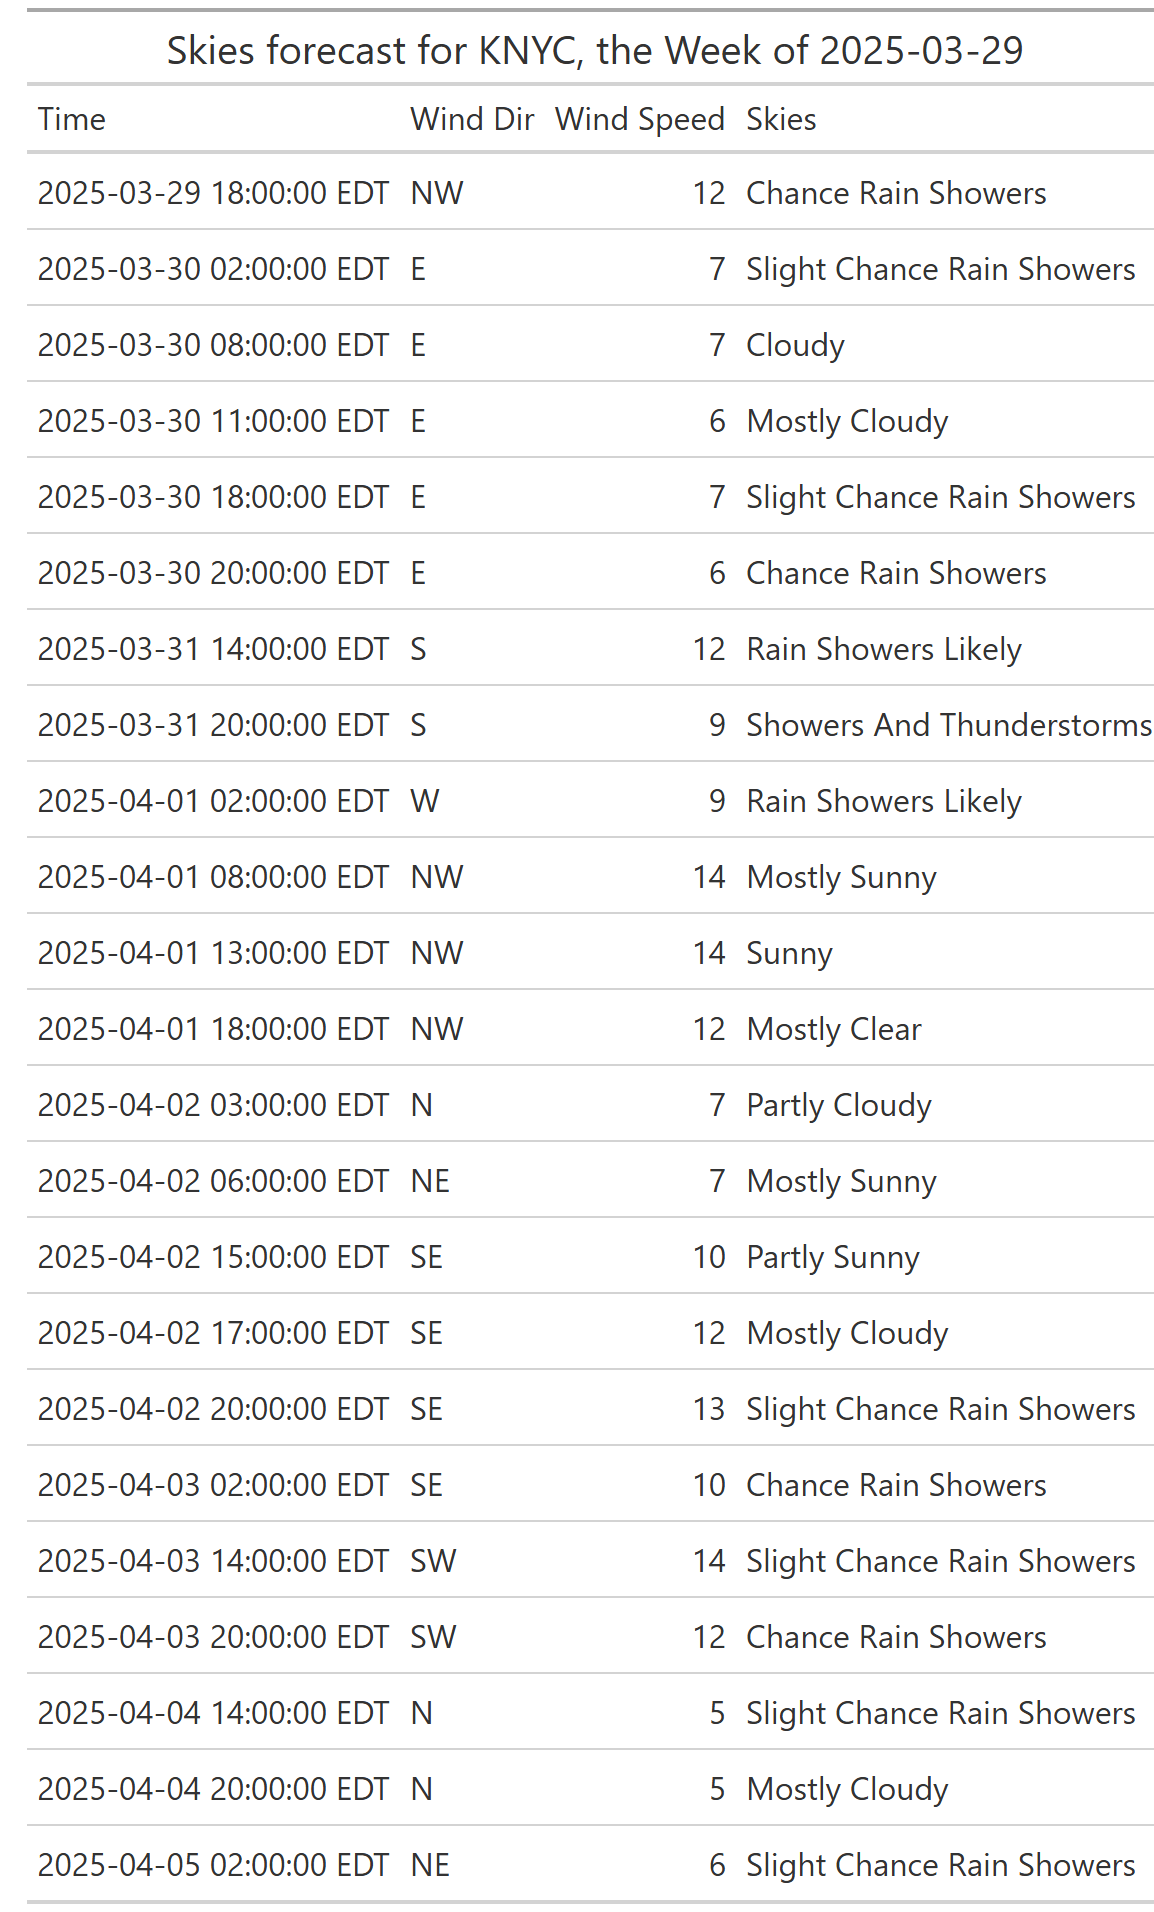 Skies forecast for KNYC, the Week of 2025-03-29
Time Wind Dir Wind Speed Skies
2025-03-29 18:00:00 EDT NW 12 Chance Rain Showers
2025-03-30 02:00:00 EDT E 7 Slight Chance Rain Showers
2025-03-30 08:00:00 EDT E 7 Cloudy
2025-03-30 11:00:00 EDT E 6 Mostly Cloudy
2025-03-30 18:00:00 EDT E 7 Slight Chance Rain Showers
2025-03-30 20:00:00 EDT E 6 Chance Rain Showers
2025-03-31 14:00:00 EDT S 12 Rain Showers Likely
2025-03-31 20:00:00 EDT S 9 Showers And Thunderstorms
2025-04-01 02:00:00 EDT W 9 Rain Showers Likely
2025-04-01 08:00:00 EDT NW 14 Mostly Sunny
2025-04-01 13:00:00 EDT NW 14 Sunny
2025-04-01 18:00:00 EDT NW 12 Mostly Clear
2025-04-02 03:00:00 EDT N 7 Partly Cloudy
2025-04-02 06:00:00 EDT NE 7 Mostly Sunny
2025-04-02 15:00:00 EDT SE 10 Partly Sunny
2025-04-02 17:00:00 EDT SE 12 Mostly Cloudy
2025-04-02 20:00:00 EDT SE 13 Slight Chance Rain Showers
2025-04-03 02:00:00 EDT SE 10 Chance Rain Showers
2025-04-03 14:00:00 EDT SW 14 Slight Chance Rain Showers
2025-04-03 20:00:00 EDT SW 12 Chance Rain Showers
2025-04-04 14:00:00 EDT N 5 Slight Chance Rain Showers
2025-04-04 20:00:00 EDT N 5 Mostly Cloudy
2025-04-05 02:00:00 EDT NE 6 Slight Chance Rain Showers